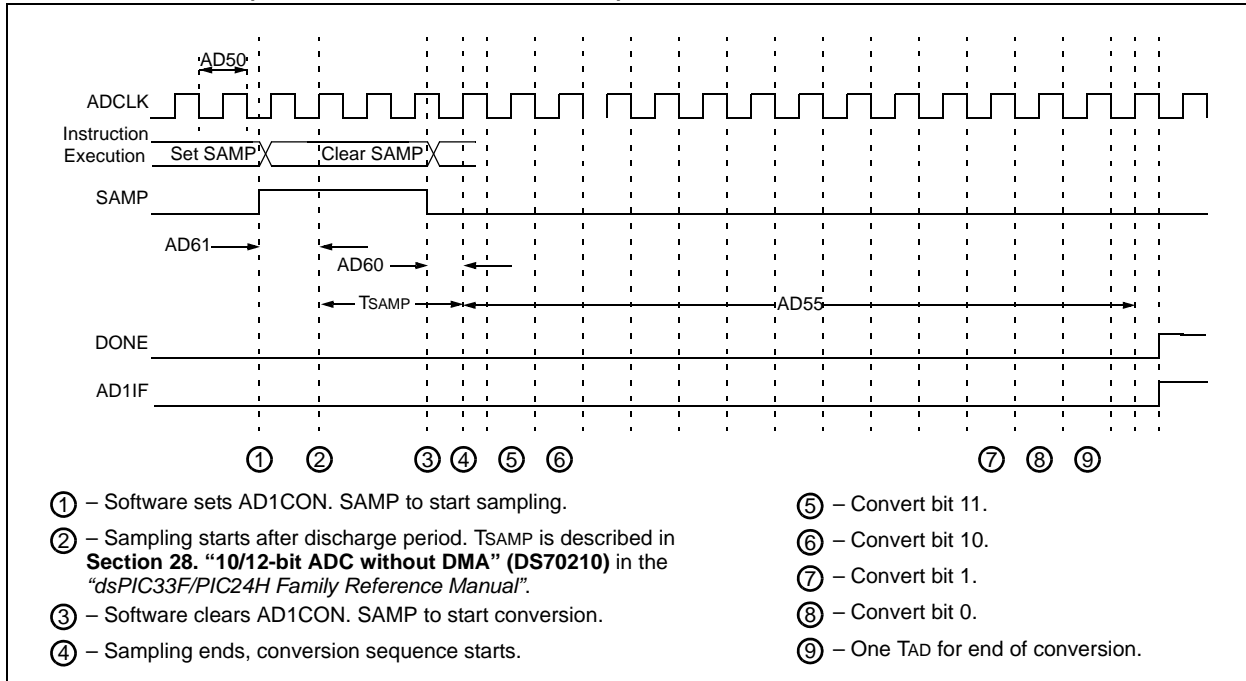 AD50
ADCLK
Instruction
Execution
Set SAMP
Clear SAMP
SAMP
AD61
AD60
TSAMP
AD55
DONE
AD1IF
1 2 3 4 5 6 7 8 9
1 – Software sets AD1CON. SAMP to start sampling.
2 – Sampling starts after discharge period. TSAMP is described in
Section 28. “10/12-bit ADC without DMA” (DS70210) in the
“dsPIC33F/PIC24H Family Reference Manual”.
3 – Software clears AD1CON. SAMP to start conversion.
4 – Sampling ends, conversion sequence starts.
5 – Convert bit 11.
6 – Convert bit 10.
7 – Convert bit 1.
8 – Convert bit 0.
9 – One TAD for end of conversion.